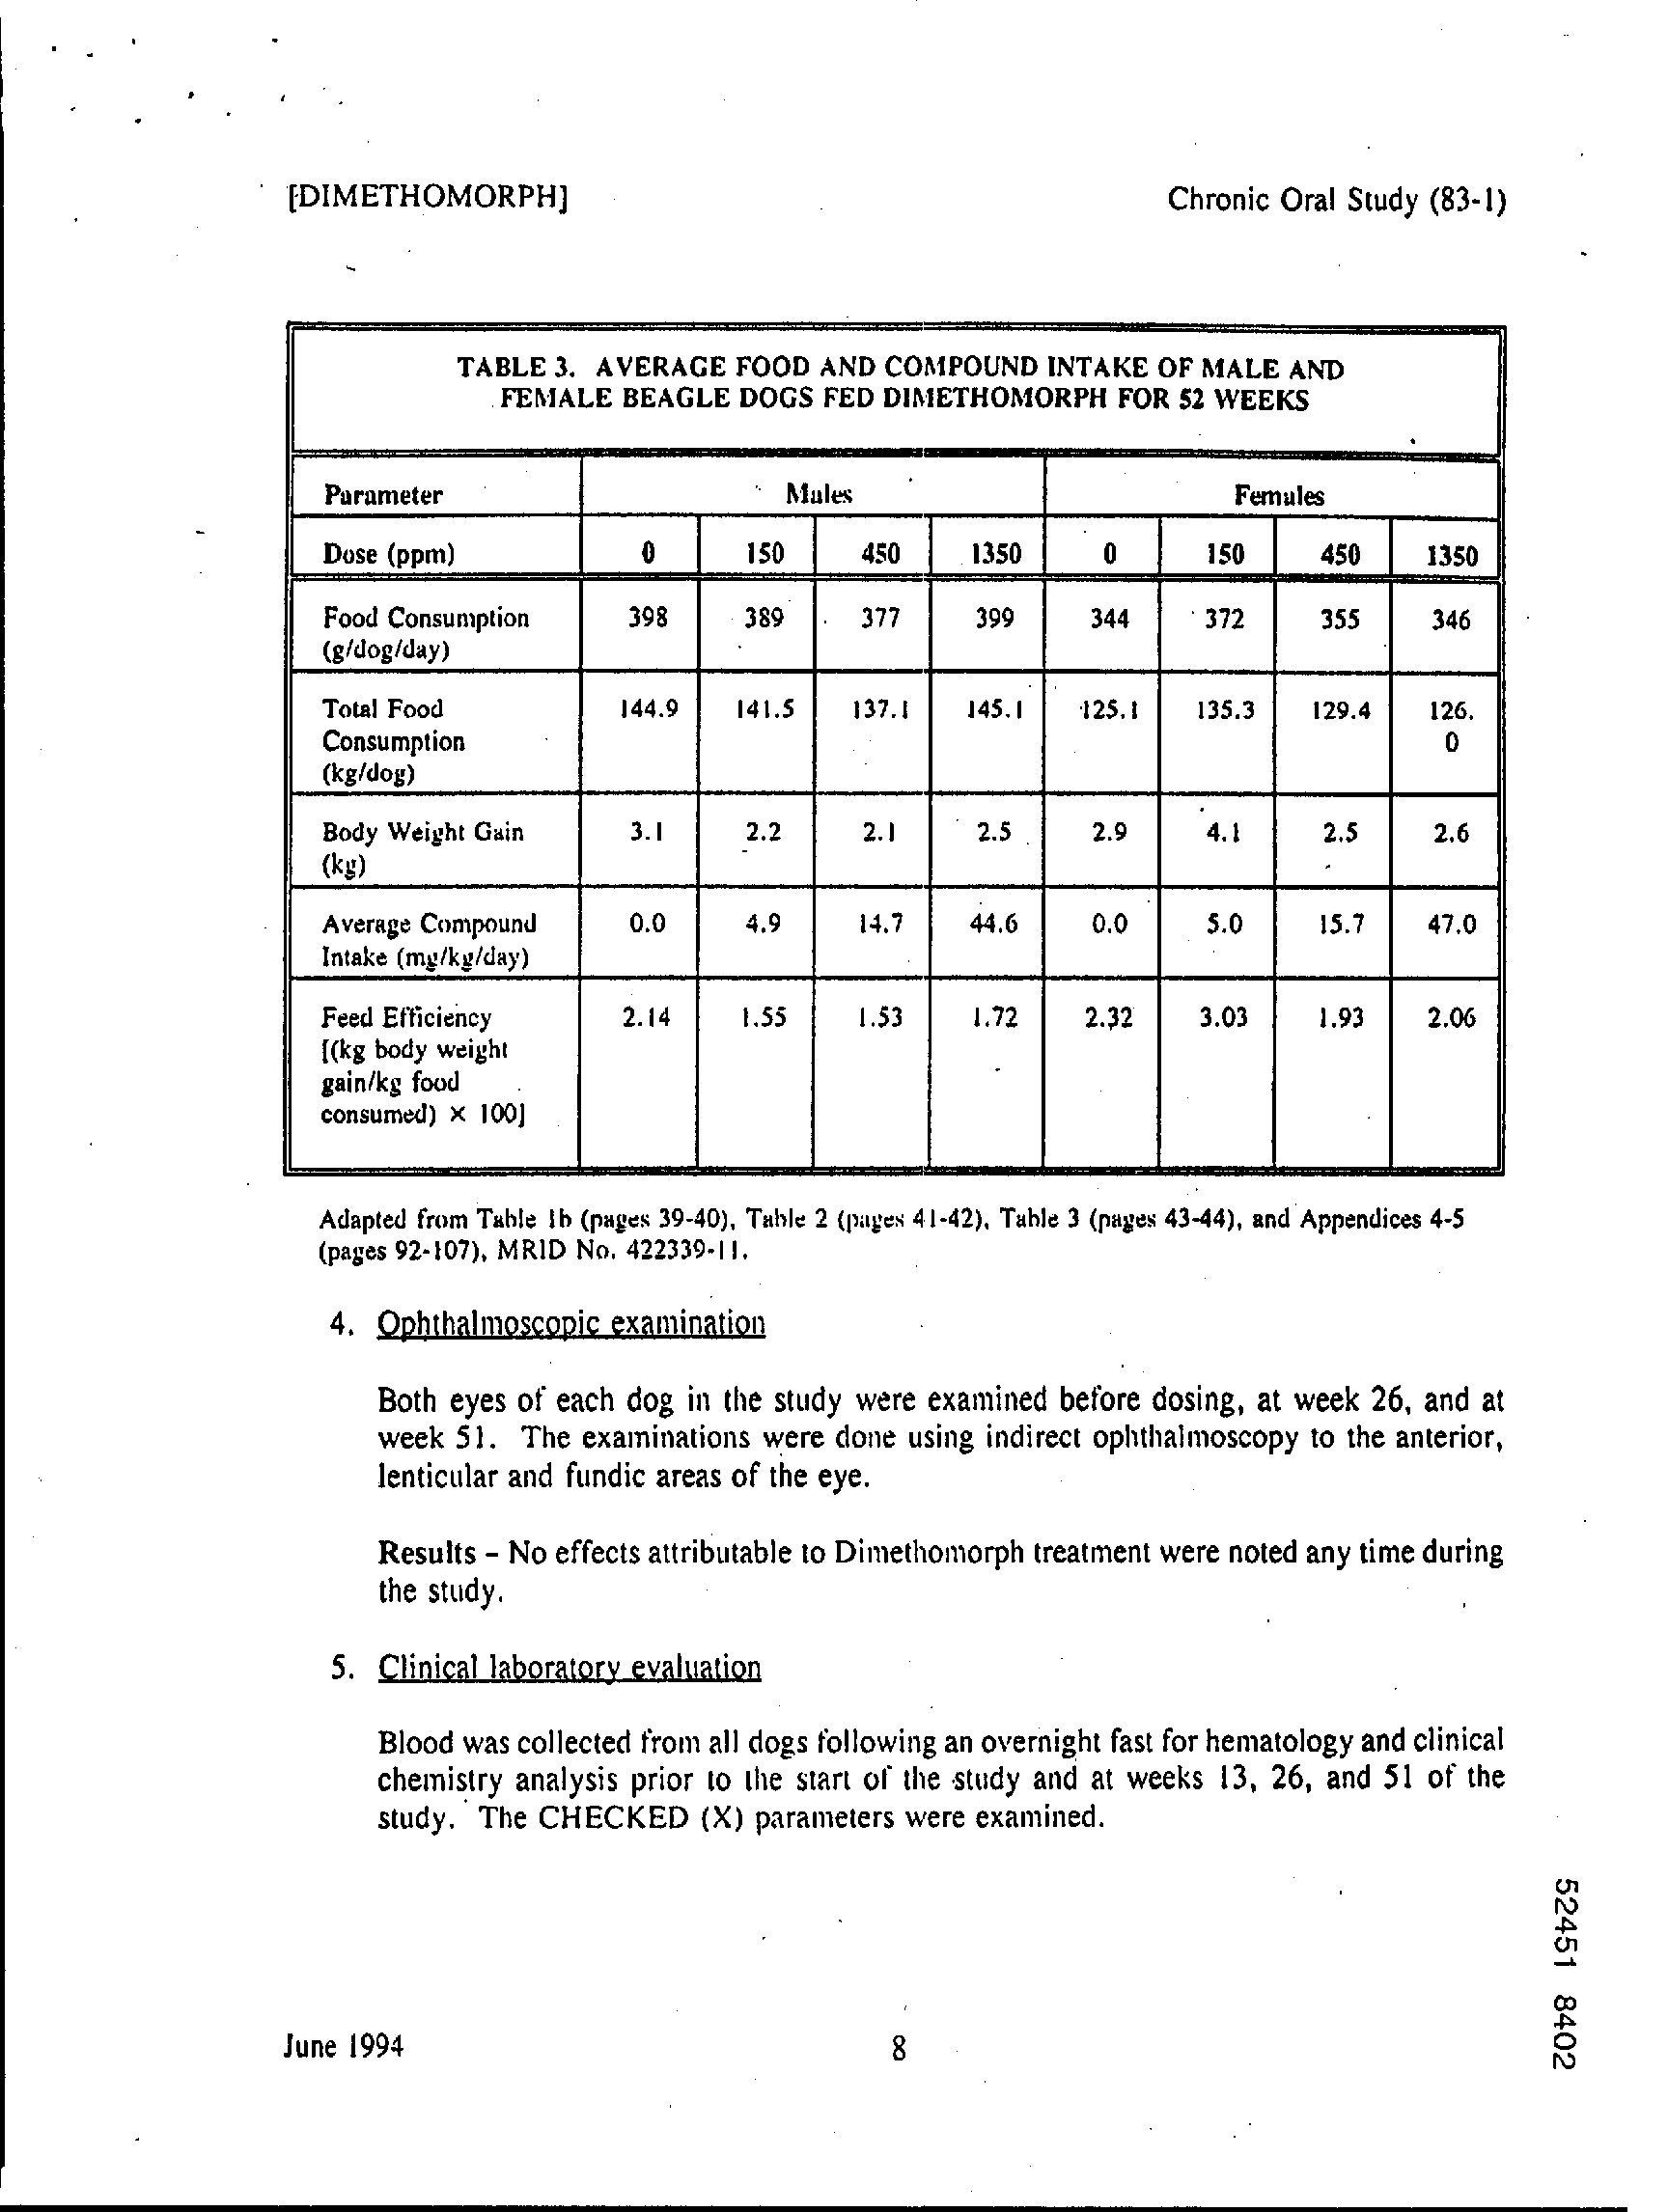 [DIMETHOMORPH] Chronic Oral Study (83-1)
TABLE 3. AVERAGE FOOD AND COMPOUND INTAKE OF MALE AND
FEMALE BEAGLE DOGS FED DIMETHOMORPH FOR 52 WEEKS
Parameter Males Females
Dose (ppm) 0 150 450 1350 0 150 450 1350
Food Consumption 398 389 377 399 344 372 355 346
(g/dog/day)
Total Food 144.9 141.5 137.1 145.1 125.1 135.3 129.4 126.
Consumption 0
(kg/dog)
Body Weight Gain 3.1 2.2 2.1 2.5 2.9 4.1 2.5 2.6
(kg)
Average Compound 0.0 4.9 14.7 44.6 0.0 5.0 15.7 47.0
Intake (mg/kg/day)
Feed Efficiency 2.14 1.55 1.53 1.72 2.32 3.03 1.93 2.06
[(kg body weight
gain/kg food
consumed) × 100]
Adapted from Table 1b (pages 39-40), Table 2 (pages 41-42), Table 3 (pages 43-44), and Appendices 4-5
(pages 92-107), MRID No. 422339-11.
4. Ophthalmoscopic examination
Both eyes of each dog in the study were examined before dosing, at week 26, and at
week 51. The examinations were done using indirect ophthalmoscopy to the anterior,
lenticular and fundic areas of the eye.
Results – No effects attributable to Dimethomorph treatment were noted any time during
the study.
5. Clinical laboratory evaluation
Blood was collected from all dogs following an overnight fast for hematology and clinical
chemistry analysis prior to the start of the study and at weeks 13, 26, and 51 of the
study. The CHECKED (X) parameters were examined.
52451 8402
June 1994 8